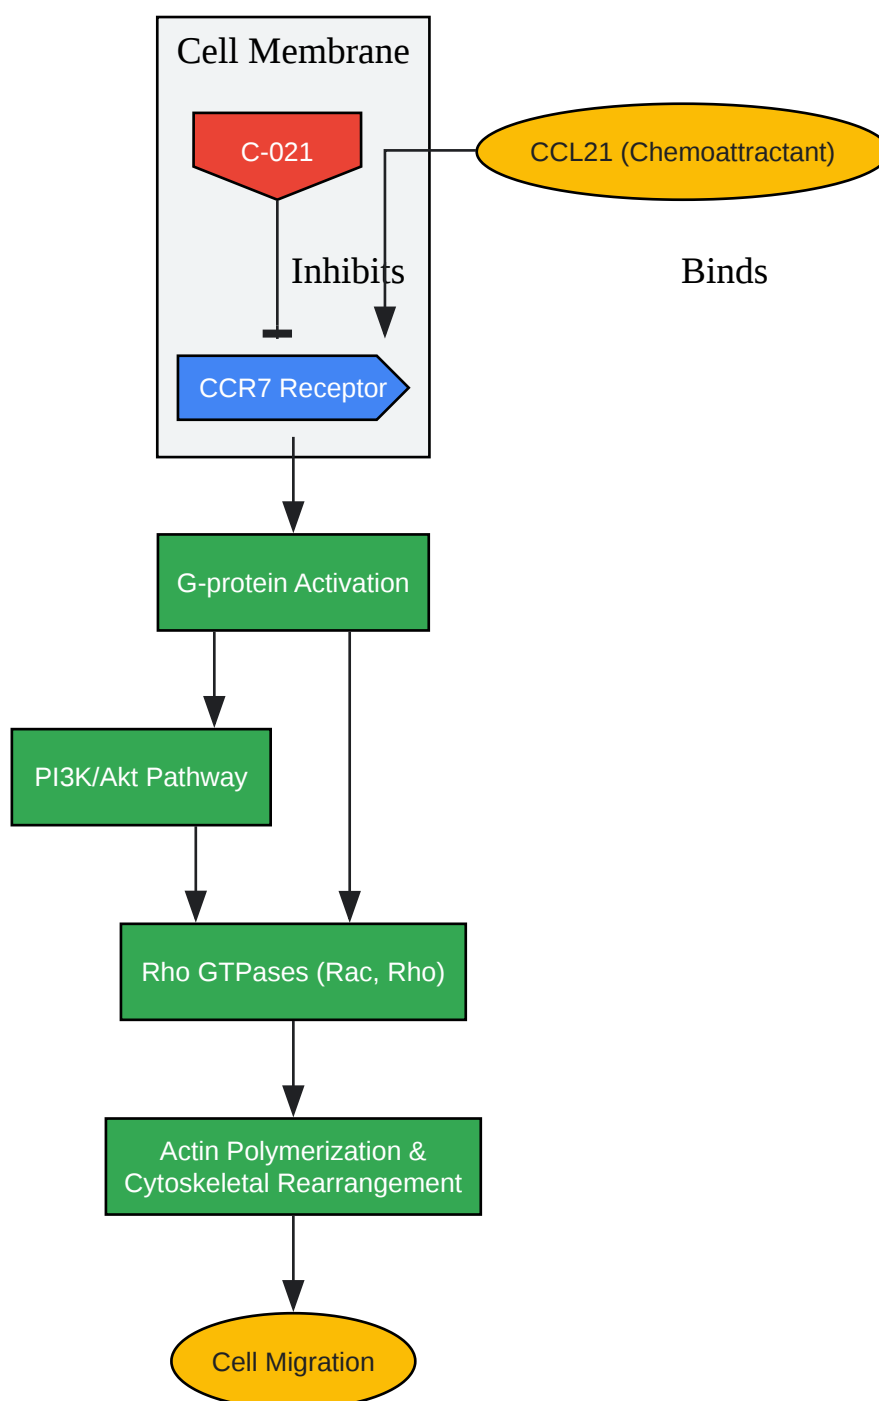 Cell Membrane
C-021
CCL21 (Chemoattractant)
Inhibits
Binds
CCR7 Receptor
G-protein Activation
PI3K/Akt Pathway
Rho GTPases (Rac, Rho)
Actin Polymerization &
Cytoskeletal Rearrangement
Cell Migration